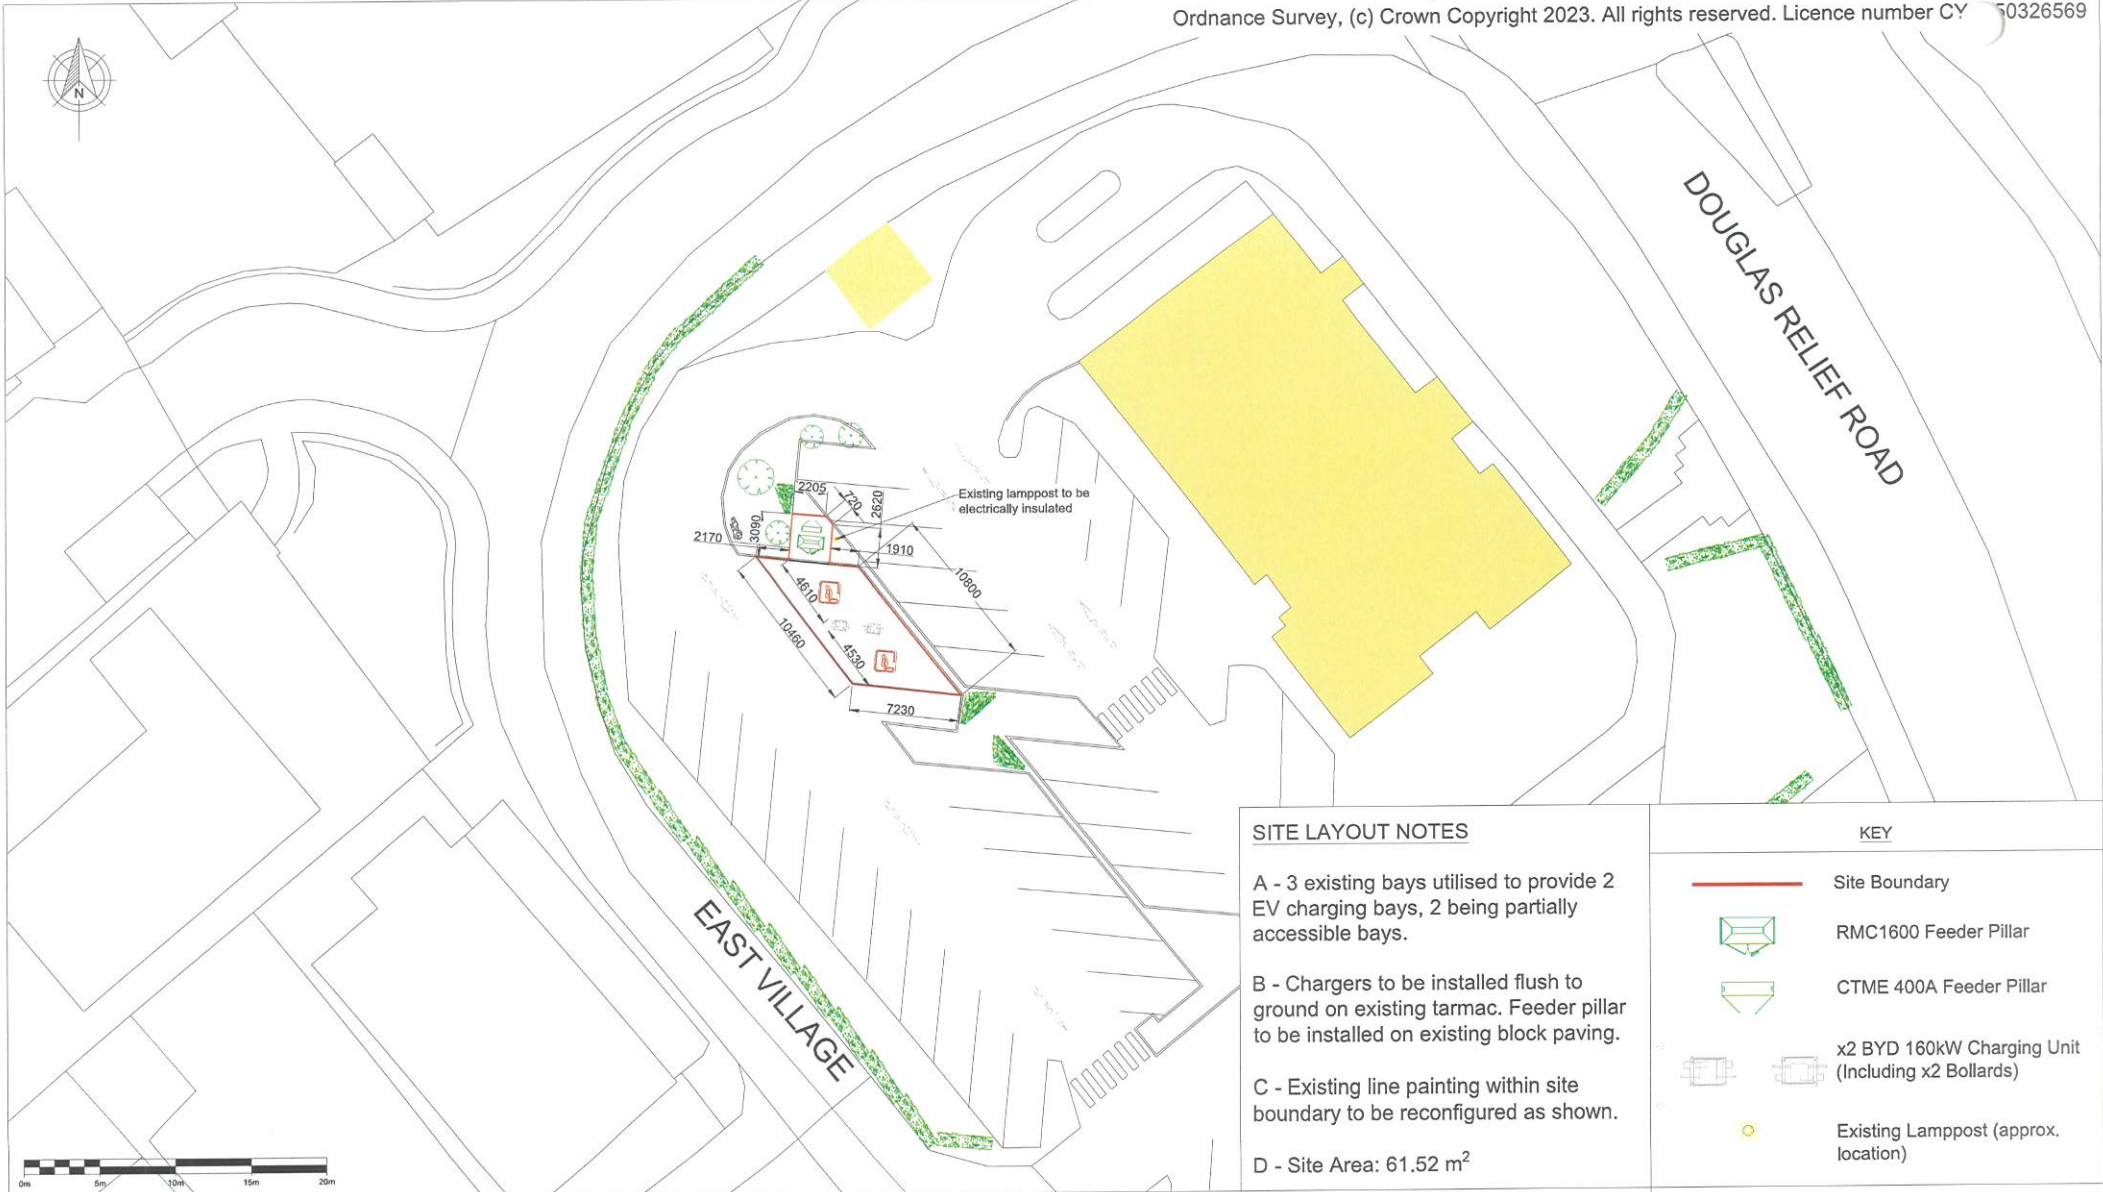 Ordnance Survey, (c) Crown Copyright 2023. All rights reserved. Licence number CY 50326569
N
DOUGLAS RELIEF ROAD
2205
720
2620
Existing lamppost to be
electrically insulated
3090
2170
1910
10800
4610
10460
4530
7230
EAST VILLAGE
SITE LAYOUT NOTES
A - 3 existing bays utilised to provide 2
EV charging bays, 2 being partially
accessible bays.
B - Chargers to be installed flush to
ground on existing tarmac. Feeder pillar
to be installed on existing block paving.
C - Existing line painting within site
boundary to be reconfigured as shown.
D - Site Area: 61.52 m²
KEY
Site Boundary
RMC1600 Feeder Pillar
CTME 400A Feeder Pillar
x2 BYD 160kW Charging Unit
(Including x2 Bollards)
Existing Lamppost (approx.
location)
0m 5m 10m 15m 20m